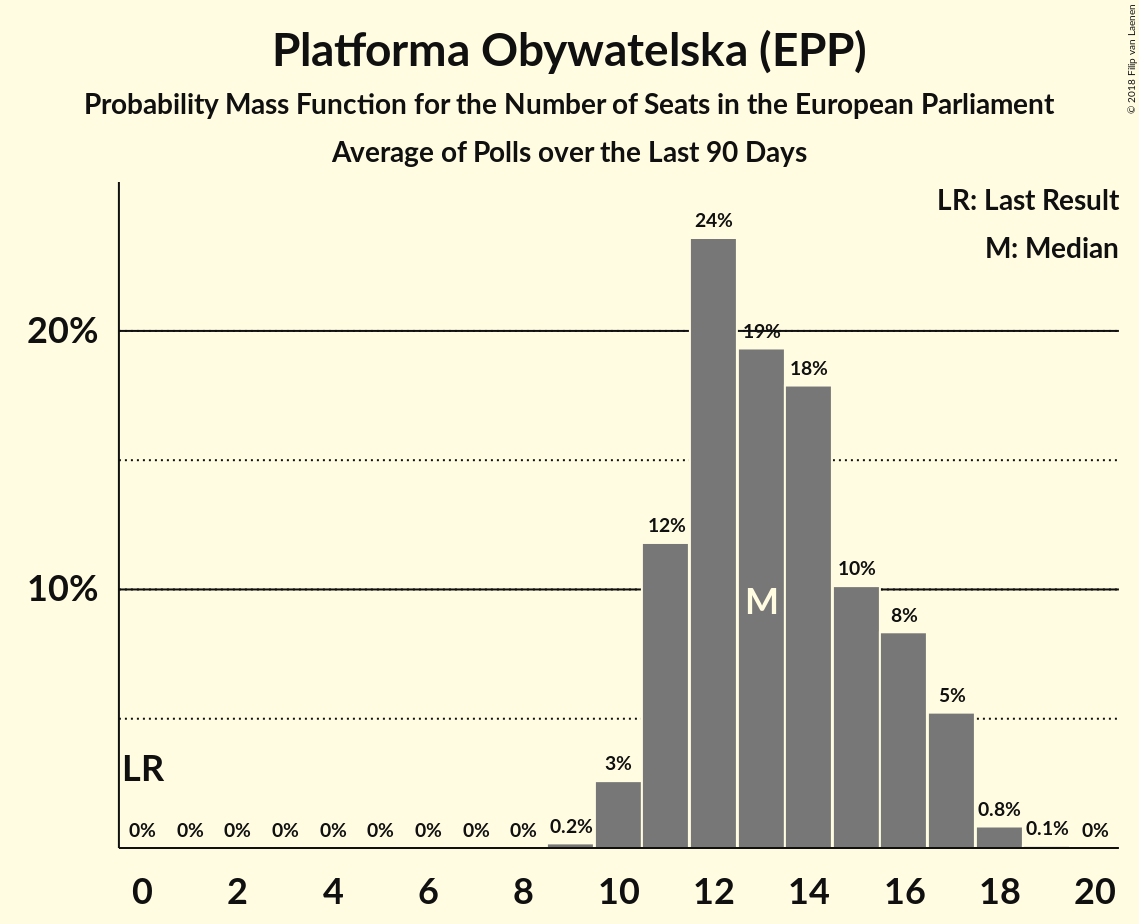 Platforma Obywatelska (EPP)
Probability Mass Function for the Number of Seats in the European Parliament
Average of Polls over the Last 90 Days
© 2018 Filip van Laenen
LR: Last Result
M: Median
20%
10%
24%
19%
18%
12%
10%
M
8%
5%
LR
3%
0% 0% 0% 0% 0% 0% 0% 0% 0% 0.2% 0.8% 0.1% 0%
0 2 4 6 8 10 12 14 16 18 20